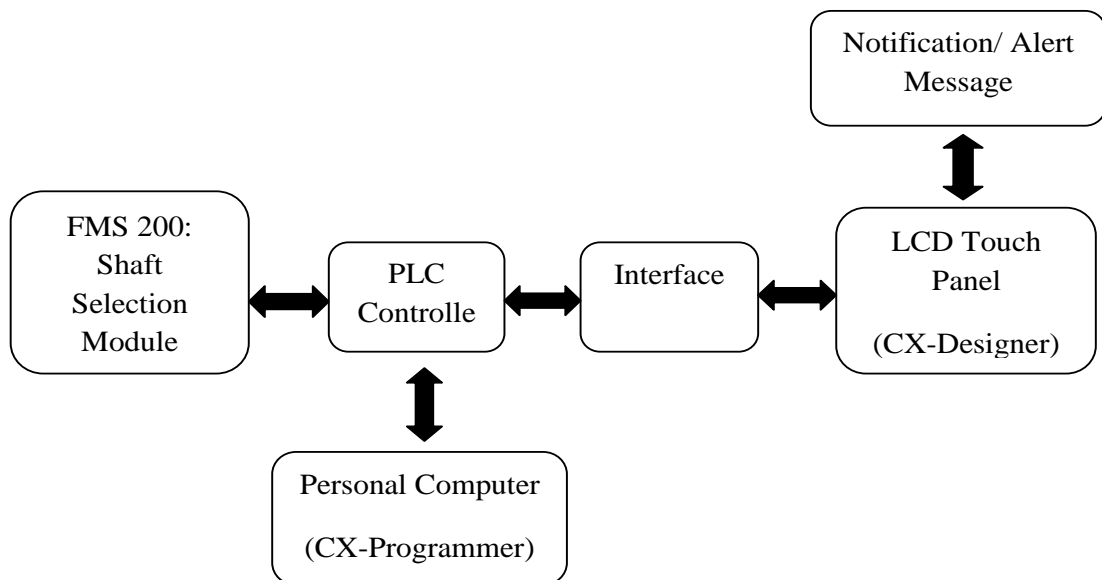 Notification/ Alert
Message
FMS 200:
Shaft
Selection
Module
PLC
Controlle
Interface
LCD Touch
Panel
(CX-Designer)
Personal Computer
(CX-Programmer)